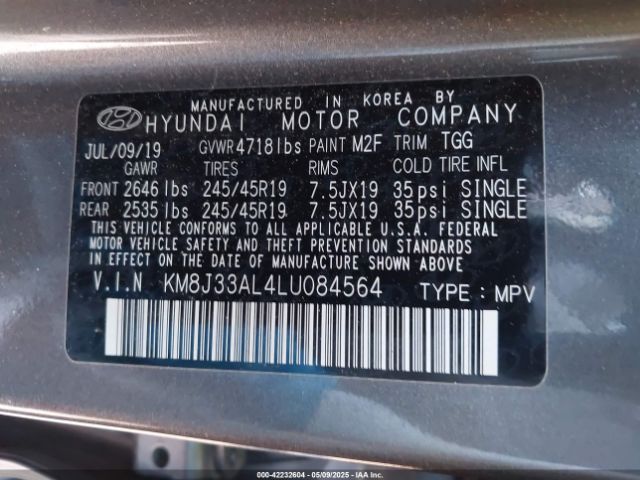 MANUFACTURED IN KOREA BY
HYUNDAI MOTOR COMPANY
JUL/09/19 GVWR 4718 lbs PAINT M2F TRIM TGG
GAWR TIRES RIMS COLD TIRE INFL
FRONT 2646 lbs 245/45R19 7.5JX19 35psi SINGLE
REAR 2535 lbs 245/45R19 7.5JX19 35psi SINGLE
THIS VEHICLE CONFORMS TO ALL APPLICABLE U.S.A. FEDERAL
MOTOR VEHICLE SAFETY AND THEFT PREVENTION STANDARDS
IN EFFECT ON THE DATE OF MANUFACTURE SHOWN ABOVE.
V.I.N KM8J33AL4LU084564 TYPE : MPV
000-42232604 - 05/09/2025 - IAAI.COM